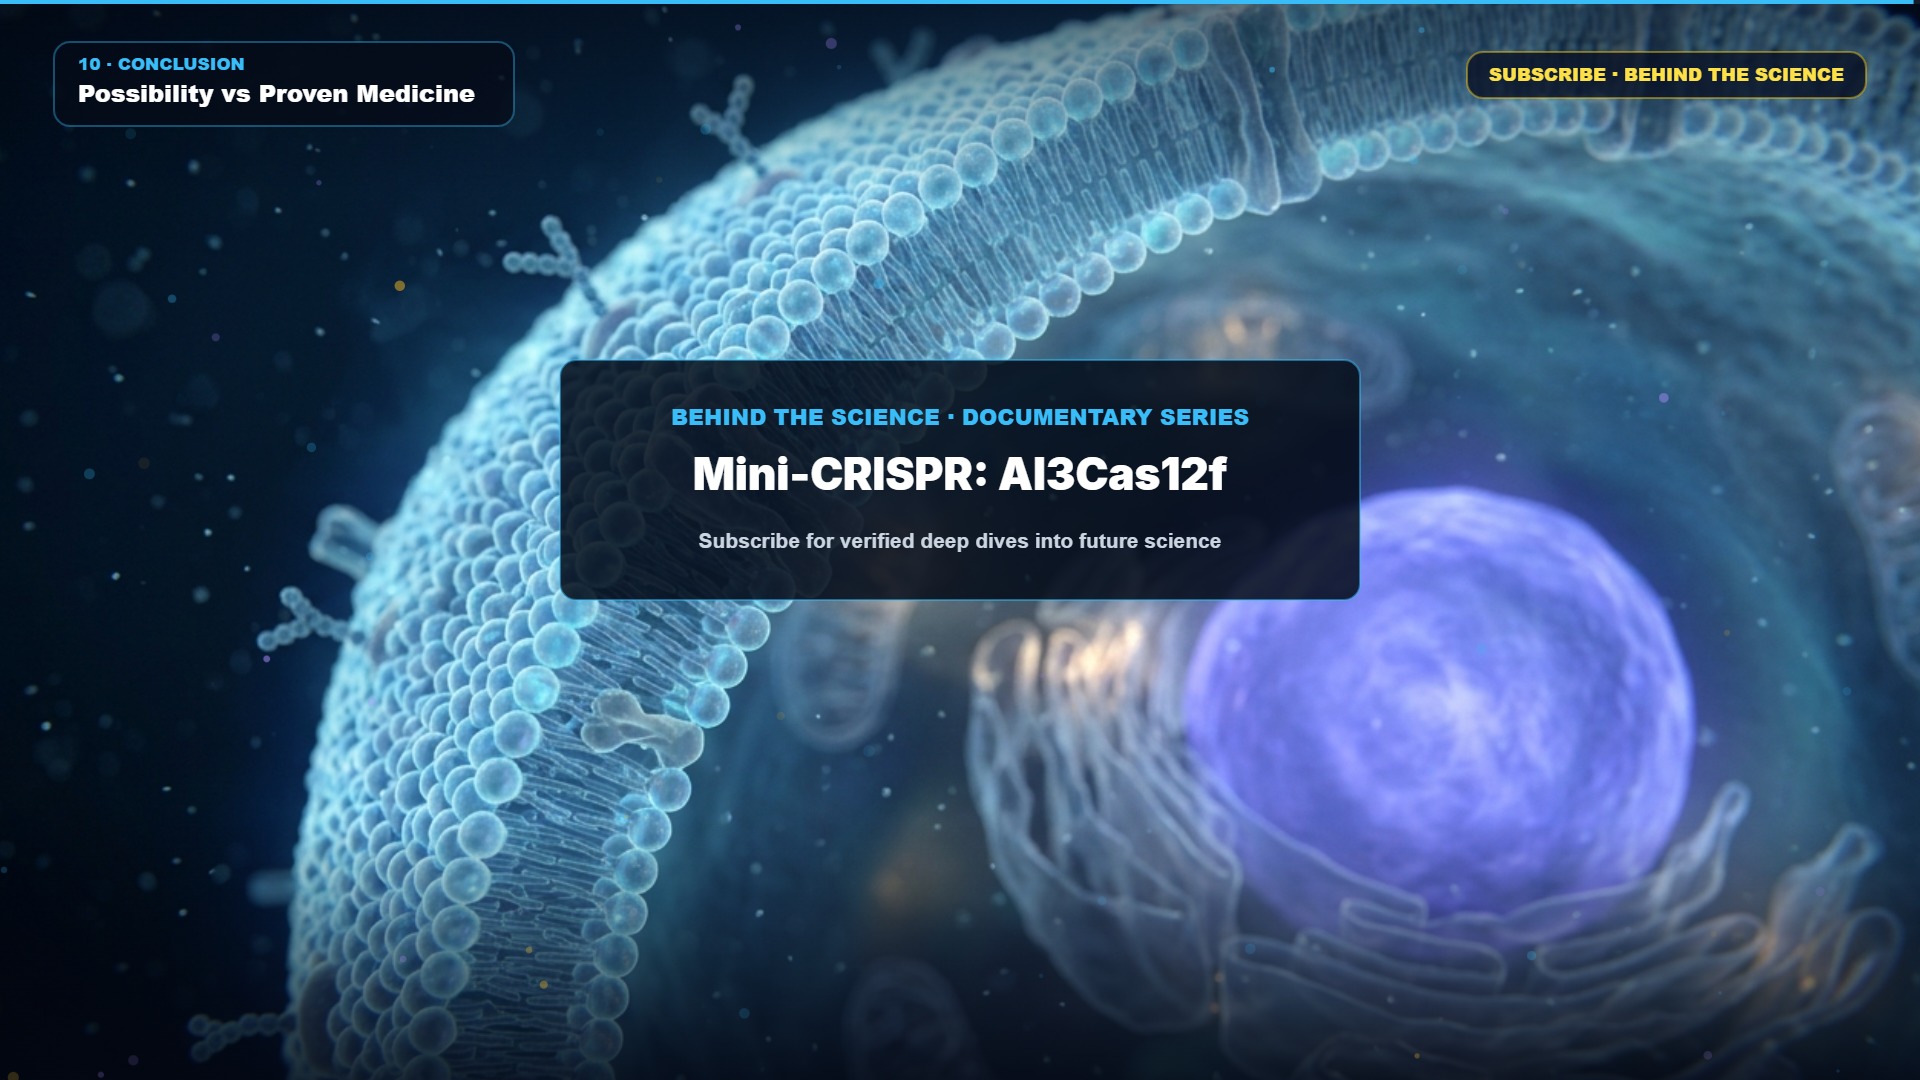 10 · CONCLUSION
Possibility vs Proven Medicine
SUBSCRIBE · BEHIND THE SCIENCE
BEHIND THE SCIENCE · DOCUMENTARY SERIES
Mini-CRISPR: Al3Cas12f
Subscribe for verified deep dives into future science